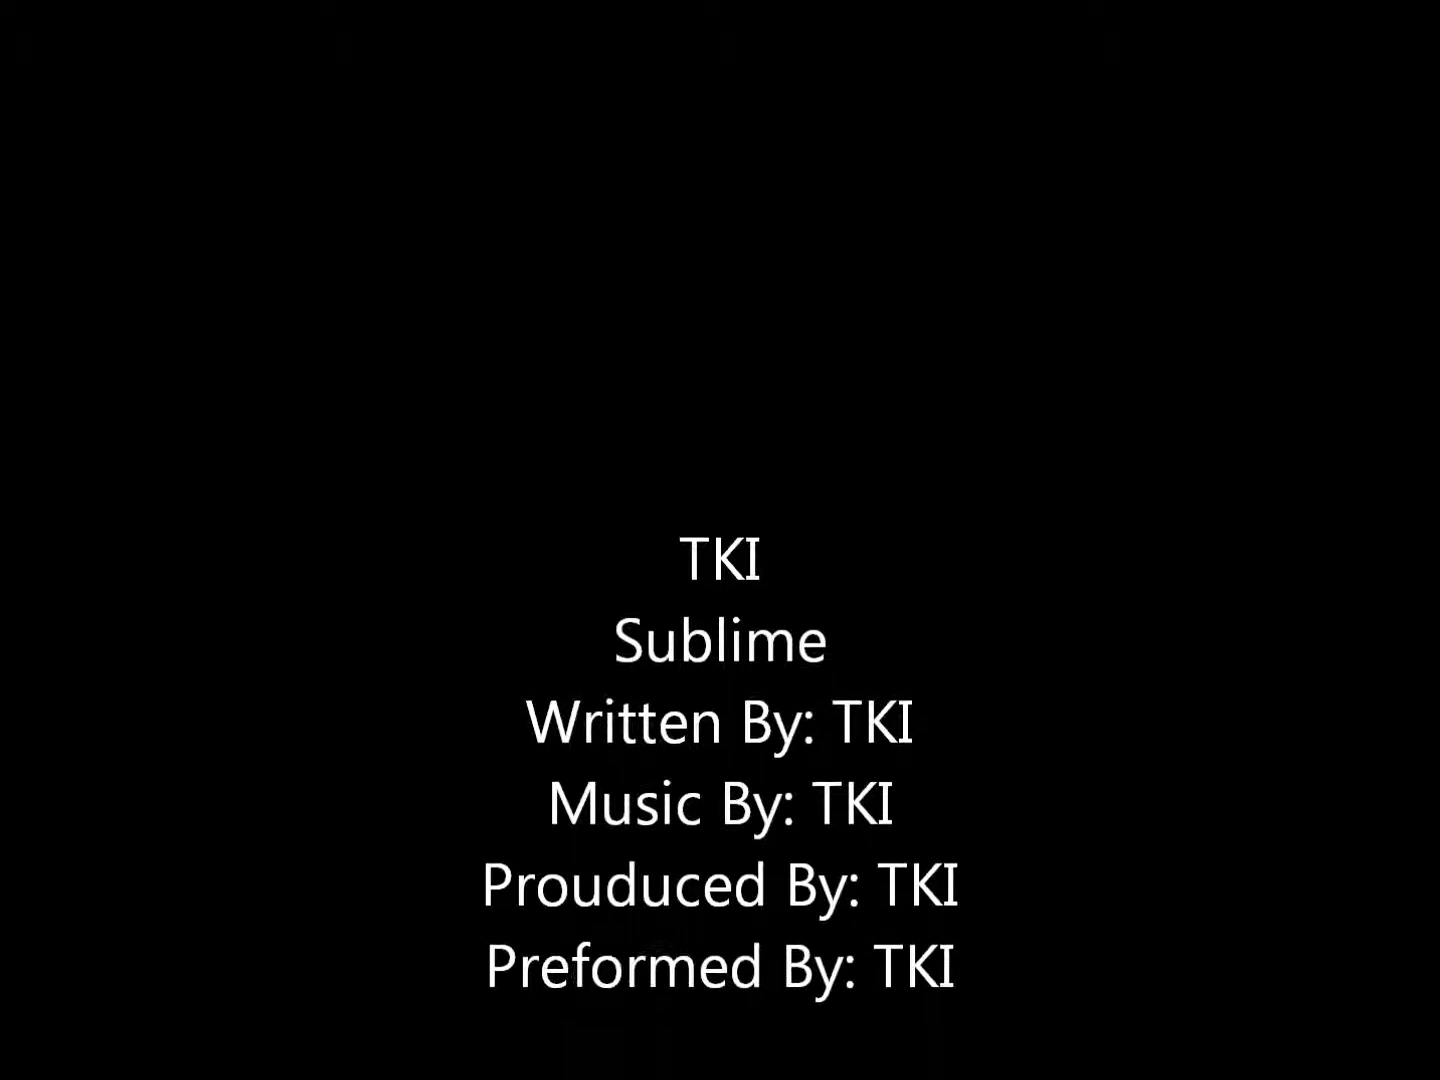 TKI
Sublime
Written By: TKI
Music By: TKI
Prouduced By: TKI
Preformed By: TKI